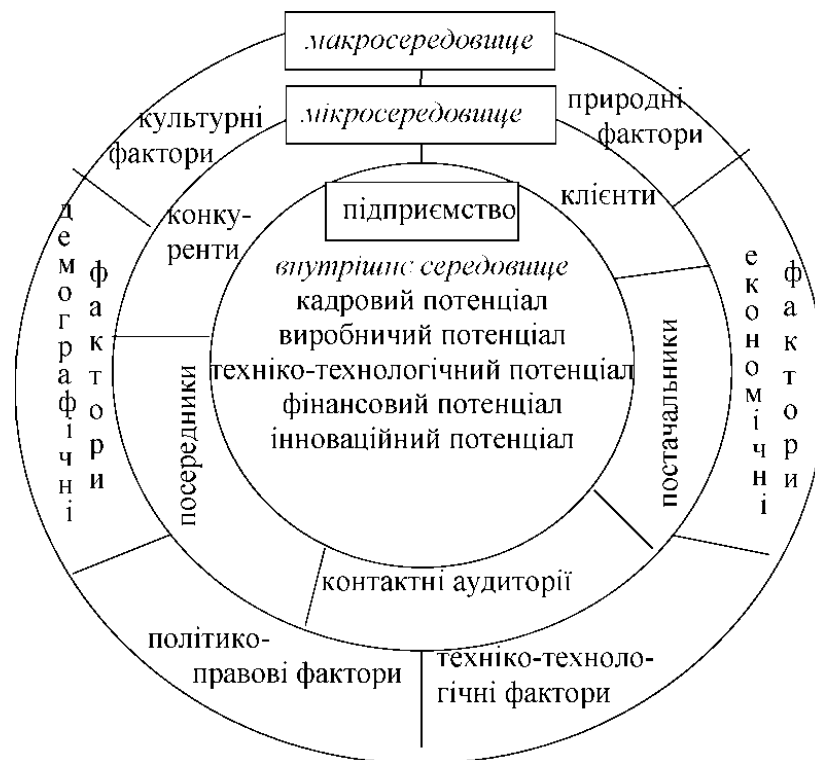 макросередовище
мікросередовище
природні
фактори
культурні
фактори
клієнти
конку-
ренти
підприємство
внутрішнє середовище
кадровий потенціал
виробничий потенціал
техніко-технологічний потенціал
фінансовий потенціал
інноваційний потенціал
демографічні
фактори
посередники
постачальники
економічні
фактори
контактні аудиторії
політико-
правові фактори
техніко-техноло-
гічні фактори